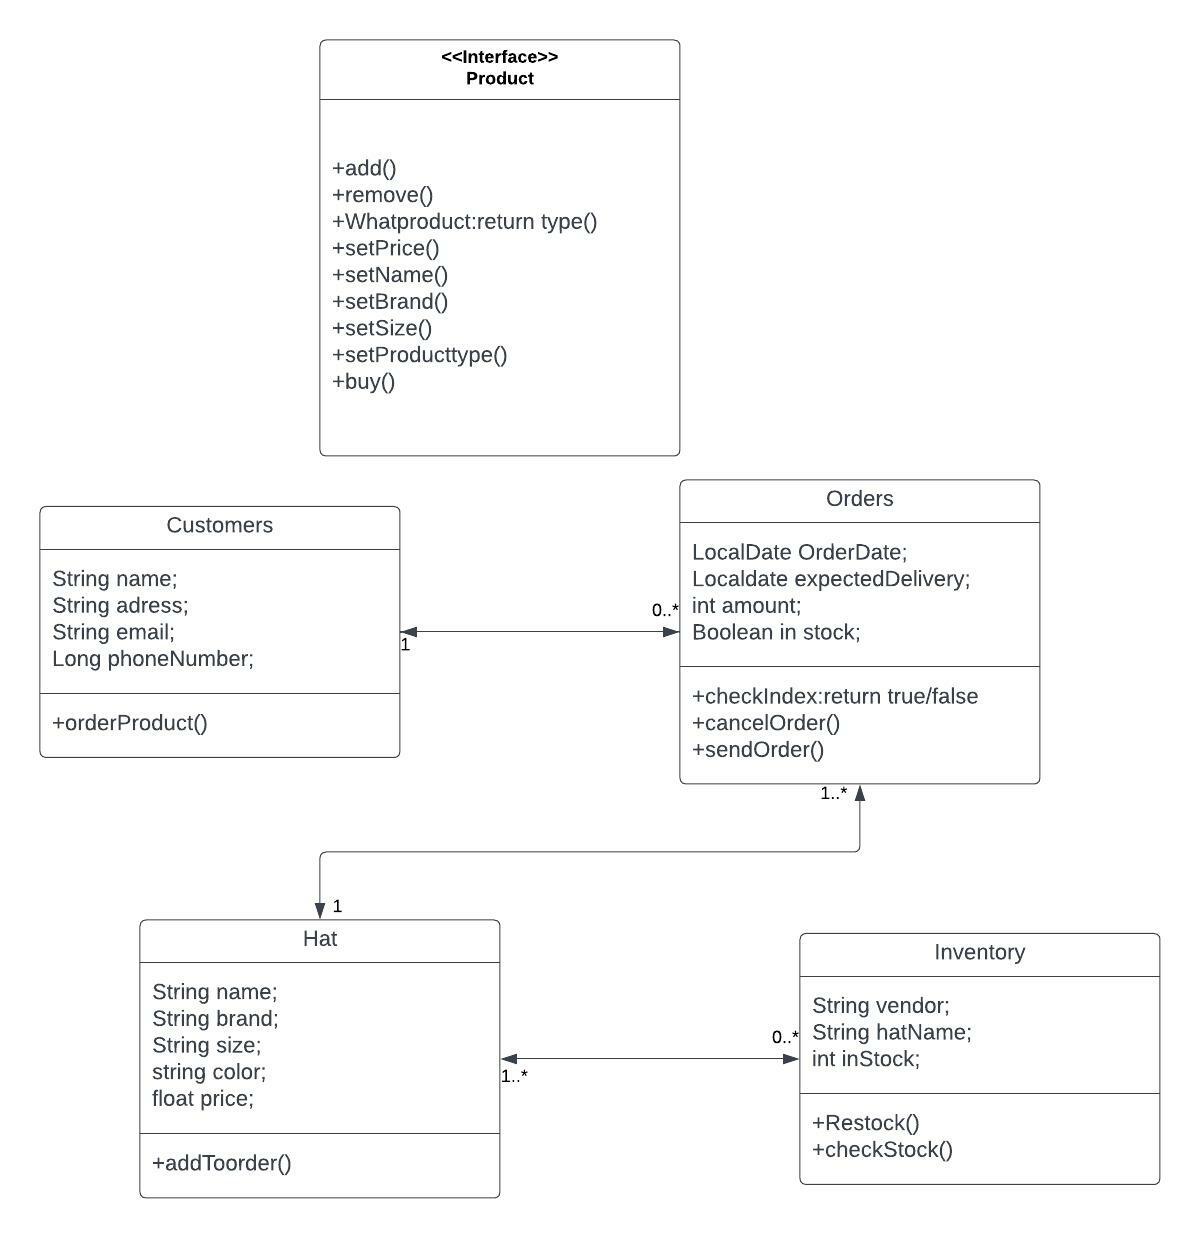 <<Interface>>
Product
+add()
+remove()
+Whatproduct:return type()
+setPrice()
+setName()
+setBrand()
+setSize()
+setProducttype()
+buy()
Customers
String name;
String adress;
String email;
Long phoneNumber;
+orderProduct()
1
0..*
Orders
LocalDate OrderDate;
Localdate expectedDelivery;
int amount;
Boolean in stock;
+checkIndex:return true/false
+cancelOrder()
+sendOrder()
1..*
1
Hat
String name;
String brand;
String size;
string color;
float price;
+addToorder()
1..*
0..*
Inventory
String vendor;
String hatName;
int inStock;
+Restock()
+checkStock()